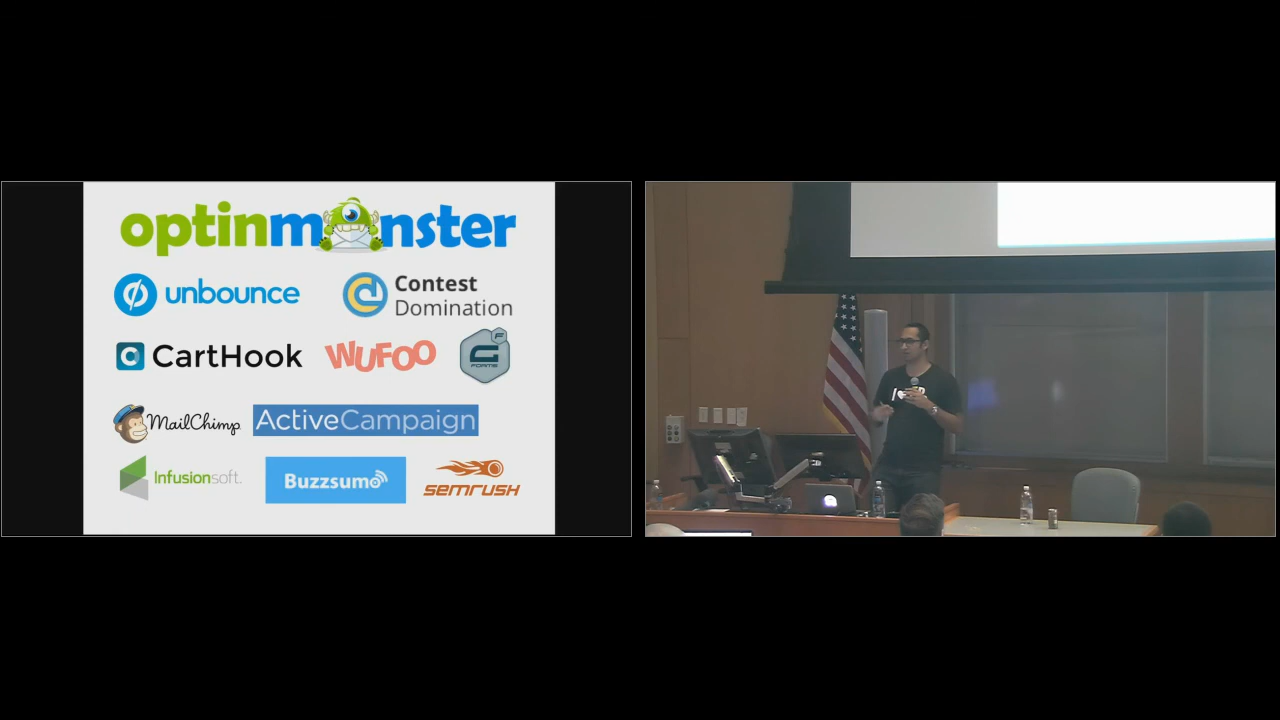 optinmonster
unbounce
Contest
Domination
CartHook
WUFOO
G
F
FORMS
MailChimp
ActiveCampaign
Infusionsoft.
Buzzsumo
semrush